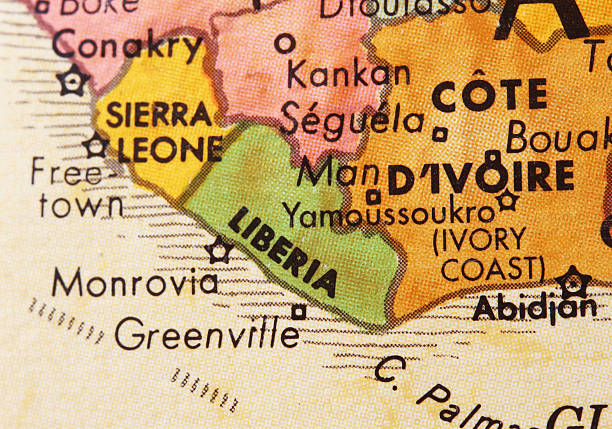 Boke
Dioulasso
A
Conakry
Kankan
CÔTE
SIERRA
LEONE
Séguéla
Bouak
Free-
town
Man
D'IVOIRE
Yamoussoukro
(IVORY
COAST)
LIBERIA
Monrovia
Abidjan
Greenville
C. Palmas
GU